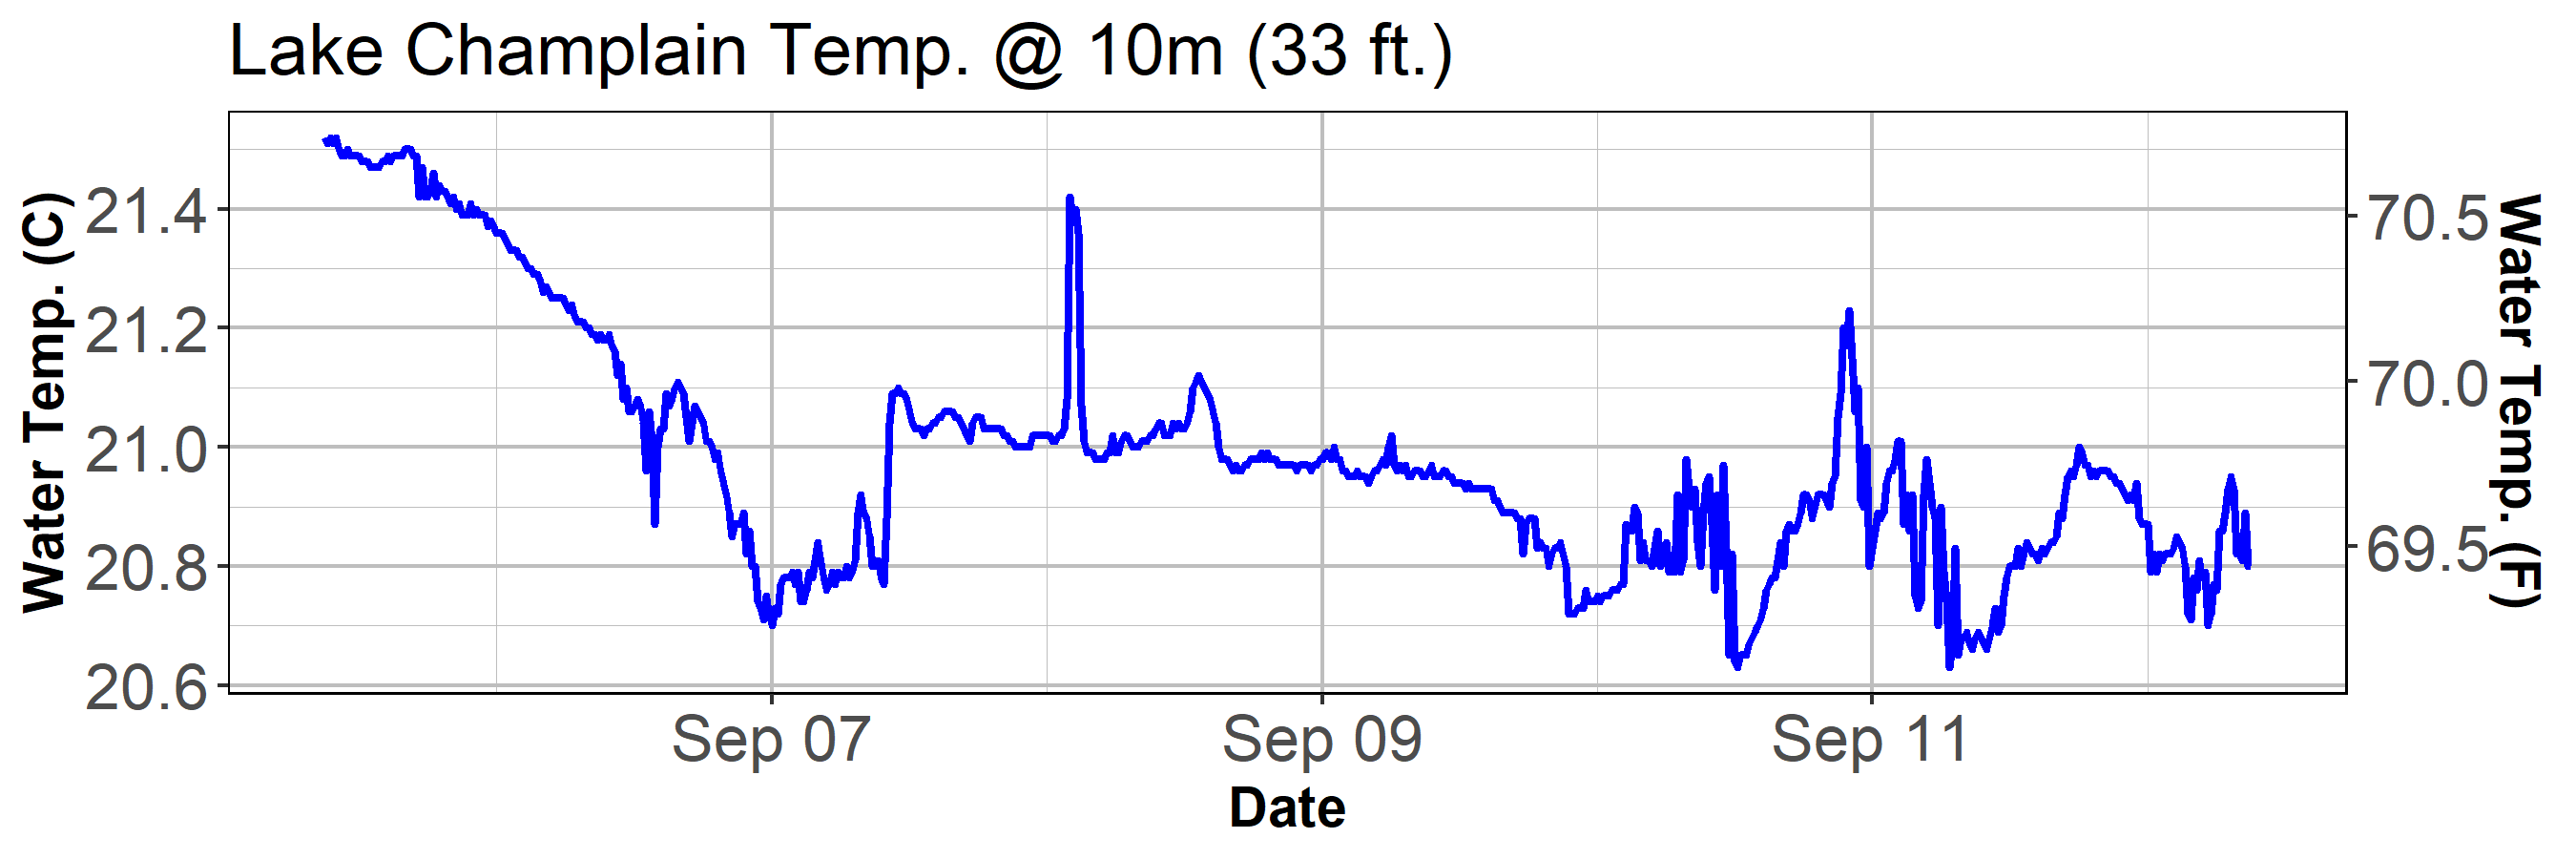 Lake Champlain Temp. @ 10m (33 ft.)
Water Temp. (C)
21.4
21.2
21.0
20.8
20.6
70.5
70.0
69.5
Water Temp. (F)
Sep 07
Sep 09
Sep 11
Date